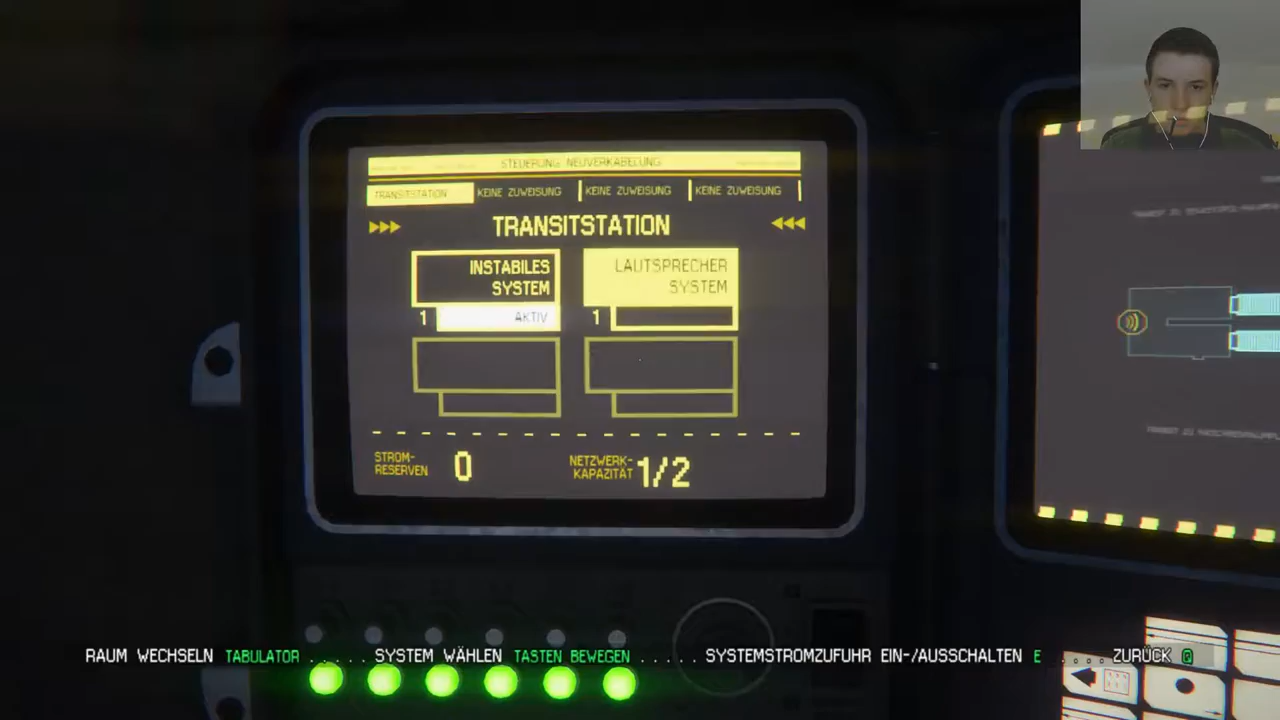 STEUERUNG NEUVERKABELUNG
TRANSITSTATION KEINE ZUWEISUNG KEINE ZUWEISUNG KEINE ZUWEISUNG
TRANSITSTATION
INSTABILES
SYSTEM
1 AKTIV
LAUTSPRECHER
SYSTEM
1
STROM-
RESERVEN 0
NETZWERK-
KAPAZITÄT 1/2
RAUM WECHSELN TABULATOR ..... SYSTEM WÄHLEN TASTEN BEWEGEN ..... SYSTEMSTROMZUFUHR EIN-/AUSSCHALTEN E ..... ZURÜCK Q